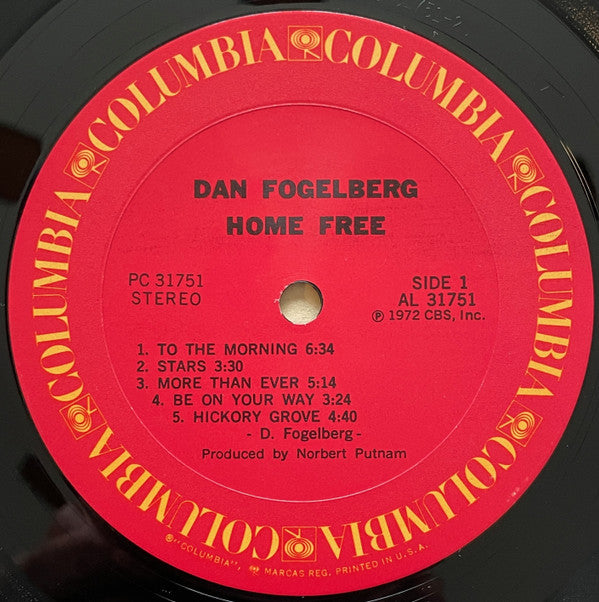 COLUMBIA COLUMBIA COLUMBIA COLUMBIA COLUMBIA COLUMBIA
DAN FOGELBERG
HOME FREE
PC 31751
STEREO
SIDE 1
AL 31751
Ⓟ 1972 CBS, Inc.
1. TO THE MORNING 6:34
2. STARS 3:30
3. MORE THAN EVER 5:14
4. BE ON YOUR WAY 3:24
5. HICKORY GROVE 4:40
- D. Fogelberg -
Produced by Norbert Putnam
®"COLUMBIA", MARCAS REG. PRINTED IN U.S.A.